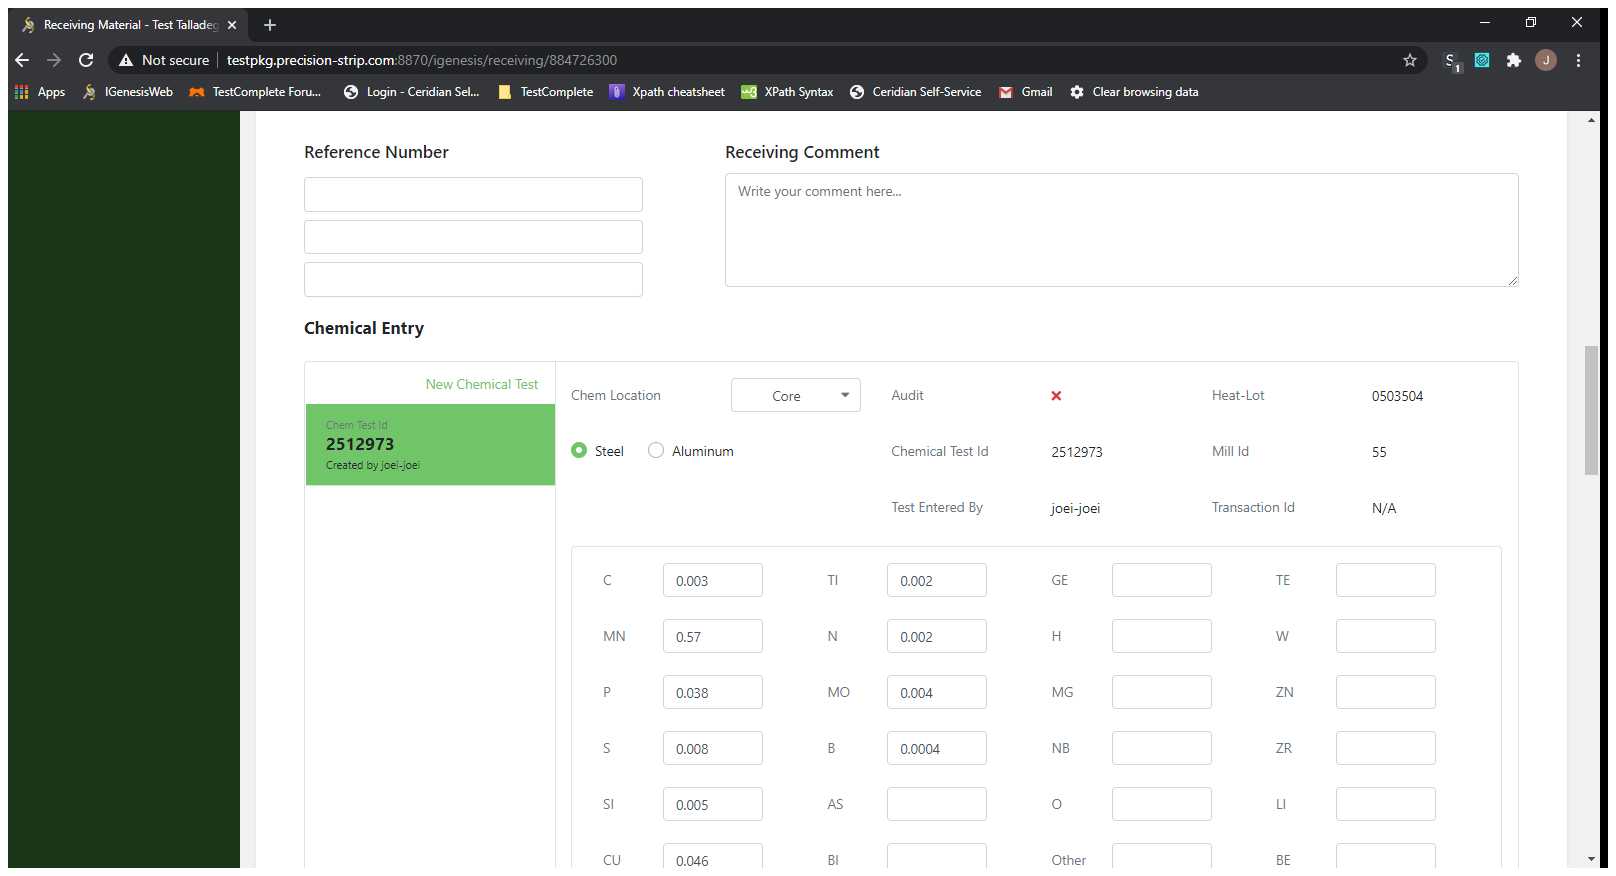 Receiving Material - Test Talladeg
Not secure testpkg.precision-strip.com:8870/igenesis/receiving/884726300
S 1 J
Apps IGenesisWeb TestComplete Foru... Login - Ceridian Sel... TestComplete Xpath cheatsheet w3 XPath Syntax Ceridian Self-Service Gmail Clear browsing data
Reference Number
Receiving Comment
Write your comment here...
Chemical Entry
New Chemical Test
Chem Test Id
2512973
Created by joei-joei
Chem Location Core Audit Heat-Lot 0503504
Steel Aluminum Chemical Test Id 2512973 Mill Id 55
Test Entered By joei-joei Transaction Id N/A
C 0.003 TI 0.002 GE TE
MN 0.57 N 0.002 H W
P 0.038 MO 0.004 MG ZN
S 0.008 B 0.0004 NB ZR
SI 0.005 AS O LI
CU 0.046 BI Other BE